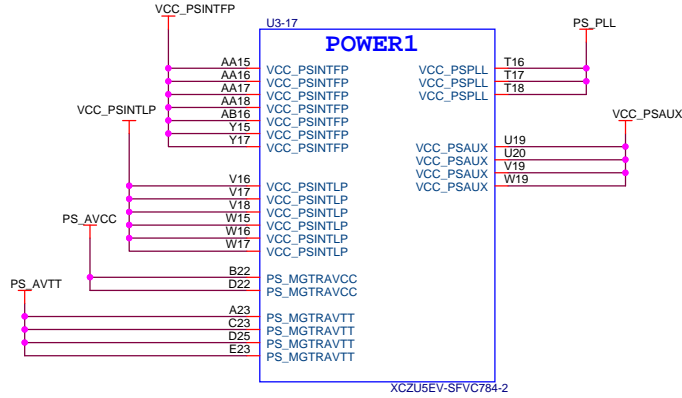 VCC_PSINTFP
U3-17
PS_PLL
POWER1
AA15 VCC_PSINTFP VCC_PSPLL T16
AA16 VCC_PSINTFP VCC_PSPLL T17
AA17 VCC_PSINTFP VCC_PSPLL T18
AA18 VCC_PSINTFP
AB16 VCC_PSINTFP
Y15 VCC_PSINTFP
Y17 VCC_PSINTFP
VCC_PSINTLP
VCC_PSAUX
VCC_PSAUX U19
VCC_PSAUX U20
VCC_PSAUX V19
VCC_PSAUX W19
V16 VCC_PSINTLP
V17 VCC_PSINTLP
V18 VCC_PSINTLP
W15 VCC_PSINTLP
W16 VCC_PSINTLP
W17 VCC_PSINTLP
PS_AVCC
B22 PS_MGTRAVCC
D22 PS_MGTRAVCC
PS_AVTT
A23 PS_MGTRAVTT
C23 PS_MGTRAVTT
D25 PS_MGTRAVTT
E23 PS_MGTRAVTT
XCZU5EV-SFVC784-2